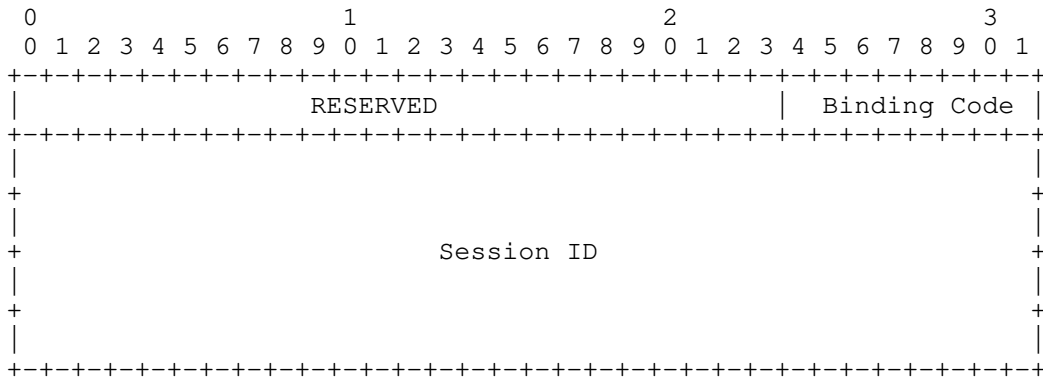 0                   1                   2                   3
 0 1 2 3 4 5 6 7 8 9 0 1 2 3 4 5 6 7 8 9 0 1 2 3 4 5 6 7 8 9 0 1
+-+-+-+-+-+-+-+-+-+-+-+-+-+-+-+-+-+-+-+-+-+-+-+-+-+-+-+-+-+-+-+-+
|                  RESERVED                     |  Binding Code |
+-+-+-+-+-+-+-+-+-+-+-+-+-+-+-+-+-+-+-+-+-+-+-+-+-+-+-+-+-+-+-+-+
|                                                               |
+                                                               +
|                                                               |
+                          Session ID                           +
|                                                               |
+                                                               +
|                                                               |
+-+-+-+-+-+-+-+-+-+-+-+-+-+-+-+-+-+-+-+-+-+-+-+-+-+-+-+-+-+-+-+-+